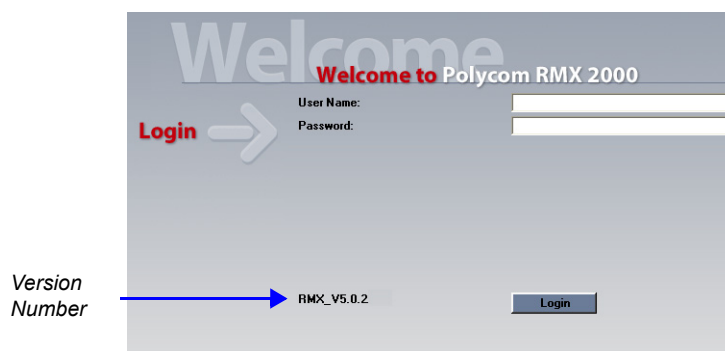 Welcome
Welcome to Polycom RMX 2000
User Name:
Login
Password:
Version
Number
RMX_V5.0.2
Login